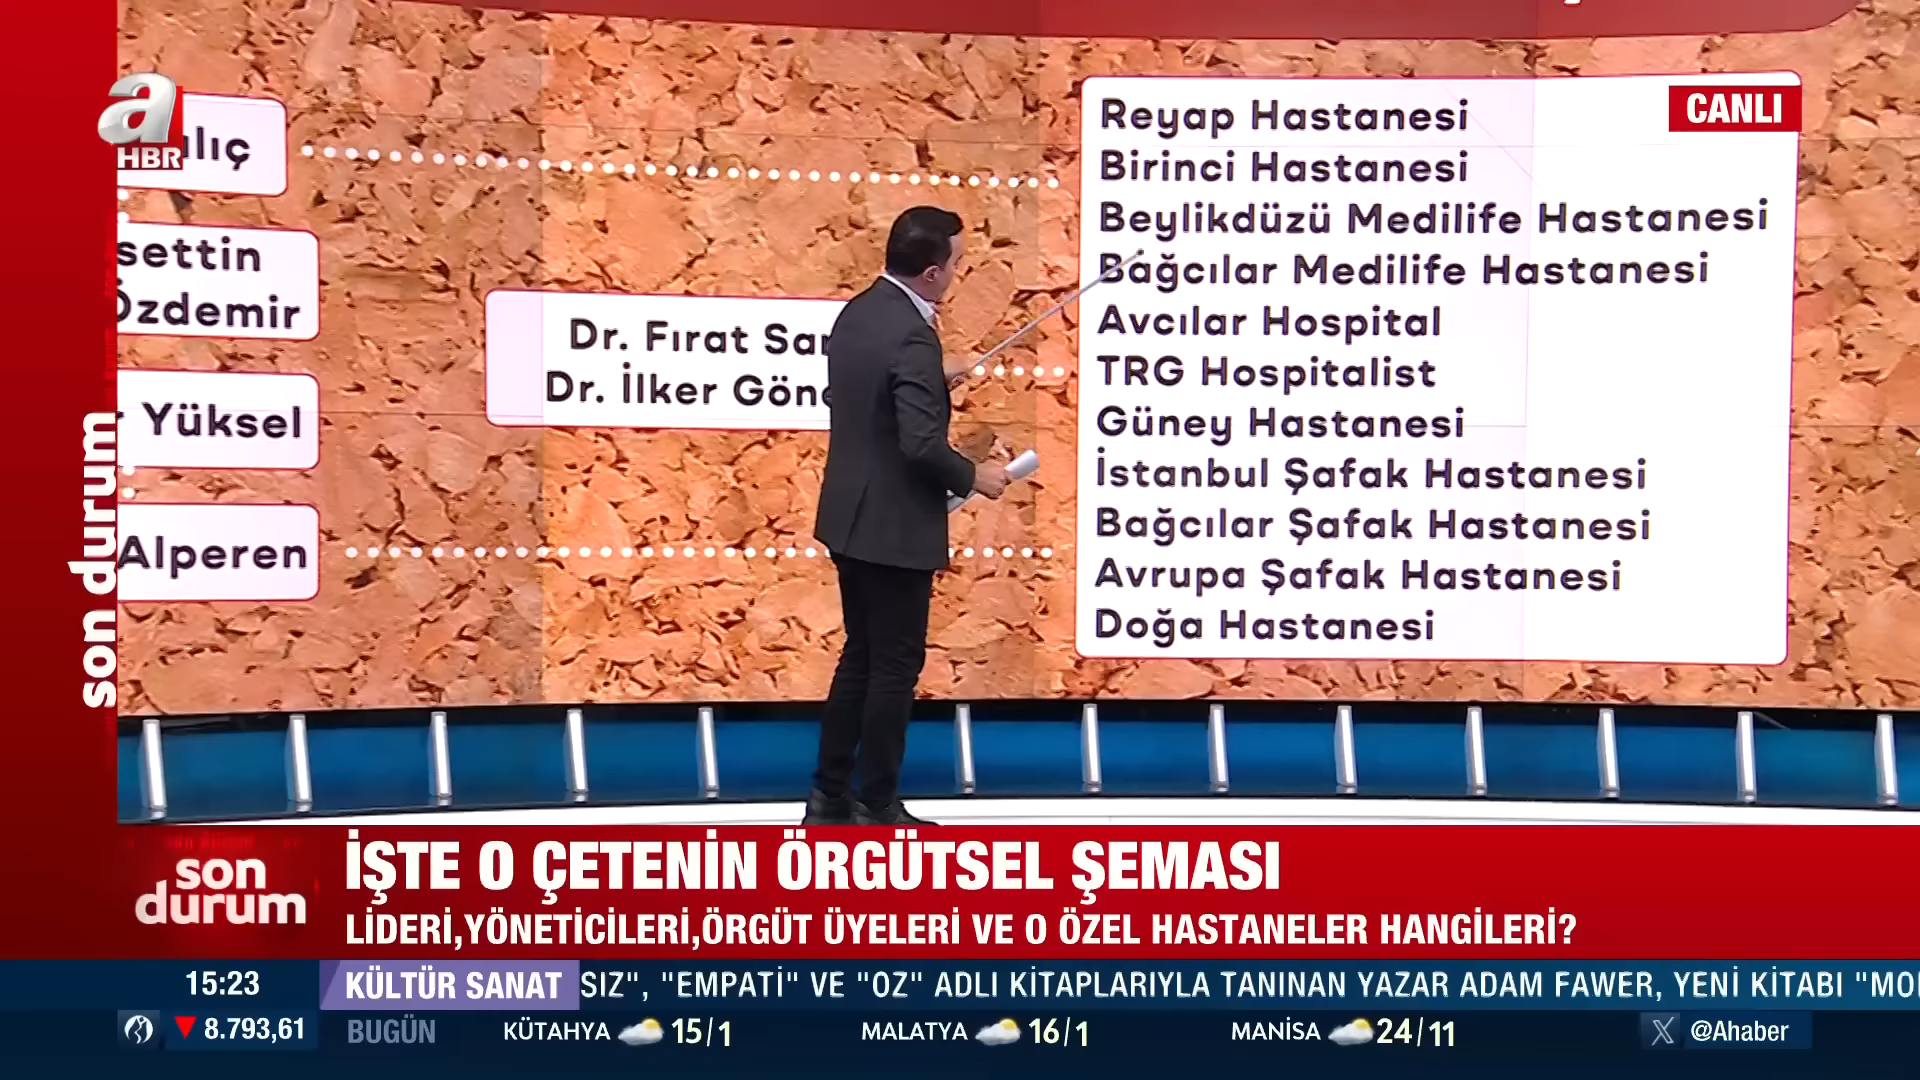 a
HBR
lıç
settin
Özdemir
Yüksel
Alperen
Dr. Fırat
Dr. İlker
Reyap Hastanesi
Birinci Hastanesi
Beylikdüzü Medilife Hastanesi
Bağcılar Medilife Hastanesi
Avcılar Hospital
TRG Hospitalist
Güney Hastanesi
İstanbul Şafak Hastanesi
Bağcılar Şafak Hastanesi
Avrupa Şafak Hastanesi
Doğa Hastanesi
CANLI
son durum
son
durum
İŞTE O ÇETENİN ÖRGÜTSEL ŞEMASI
LİDERİ,YÖNETİCİLERİ,ÖRGÜT ÜYELERİ VE O ÖZEL HASTANELER HANGİLERİ?
15:23
KÜLTÜR SANAT
SIZ", "EMPATİ" VE "OZ" ADLI KİTAPLARIYLA TANINAN YAZAR ADAM FAWER, YENİ KİTABI "MO
8.793,61
BUGÜN
KÜTAHYA 15/1
MALATYA 16/1
MANİSA 24/11
@Ahaber